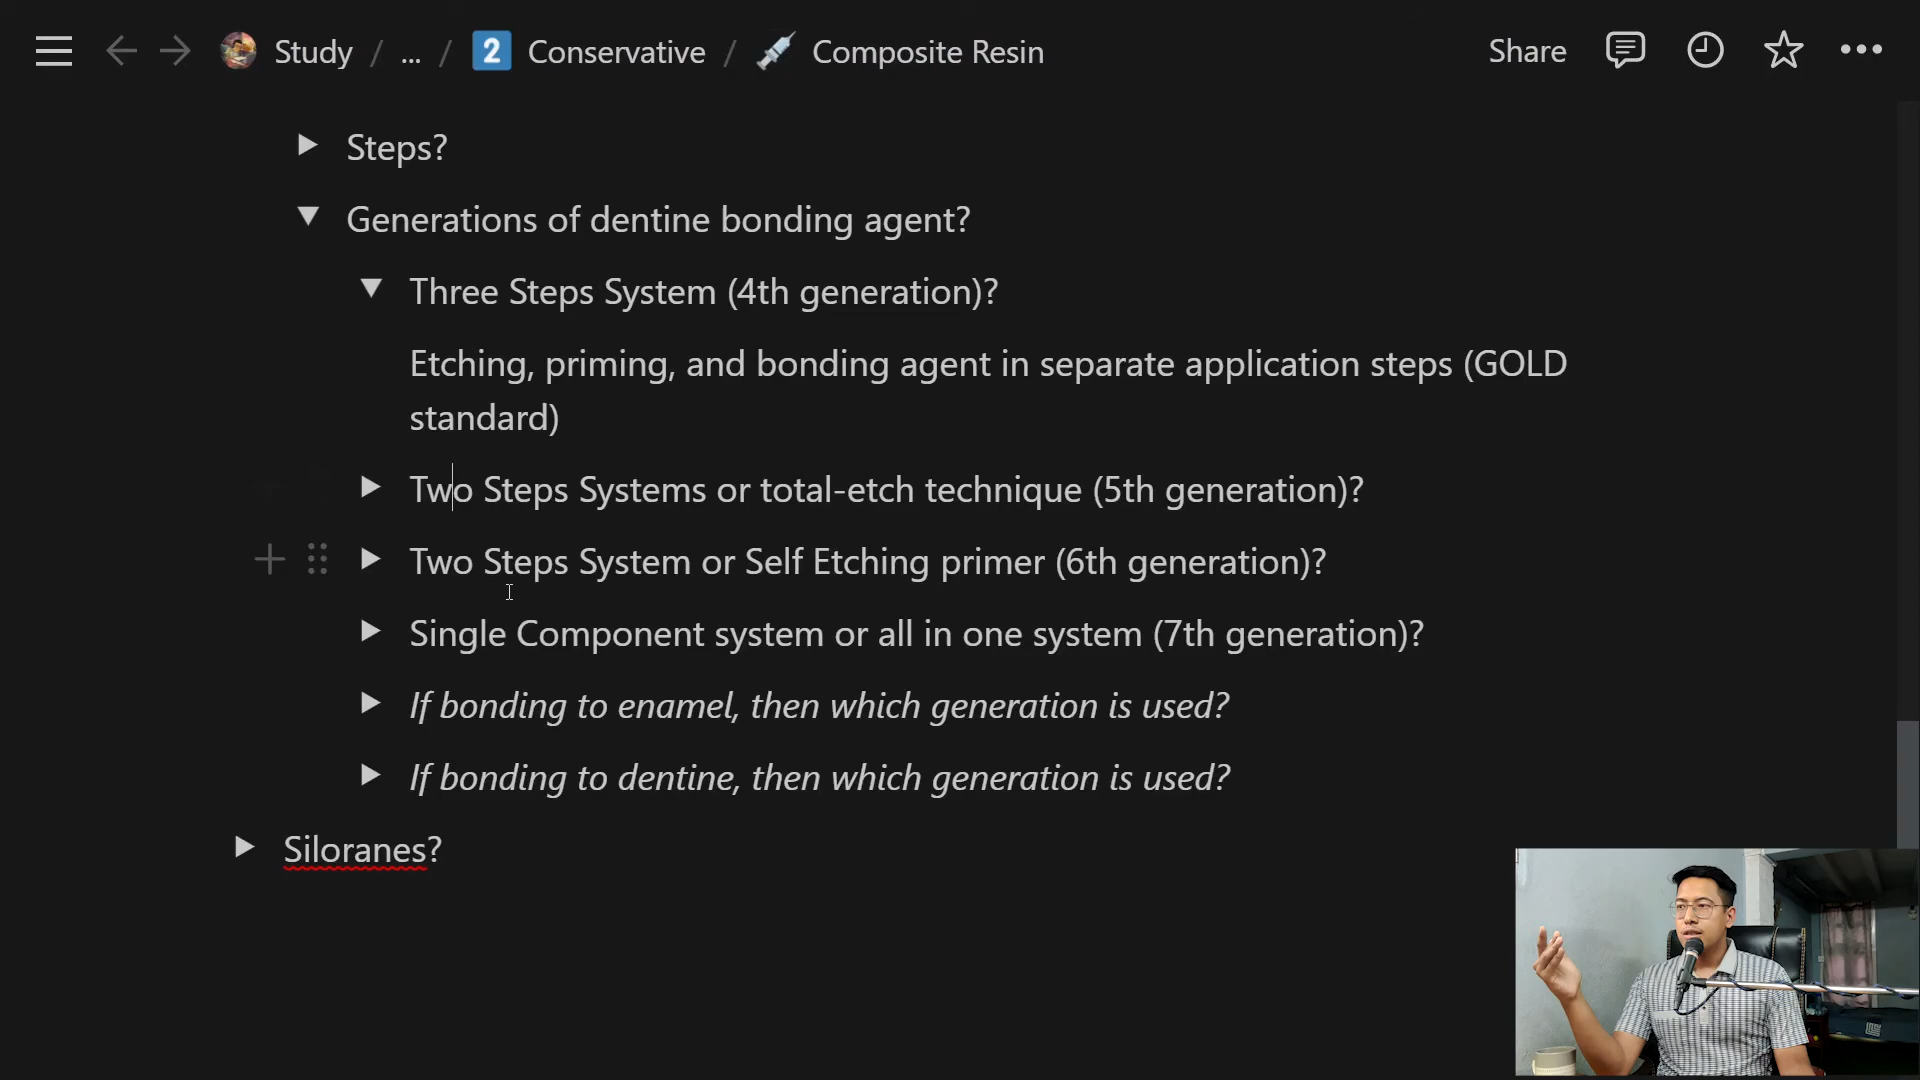 Study / ... / 2 Conservative / Composite Resin
Share
Steps?
Generations of dentine bonding agent?
Three Steps System (4th generation)?
Etching, priming, and bonding agent in separate application steps (GOLD
standard)
Two Steps Systems or total-etch technique (5th generation)?
Two Steps System or Self Etching primer (6th generation)?
Single Component system or all in one system (7th generation)?
If bonding to enamel, then which generation is used?
If bonding to dentine, then which generation is used?
Siloranes?